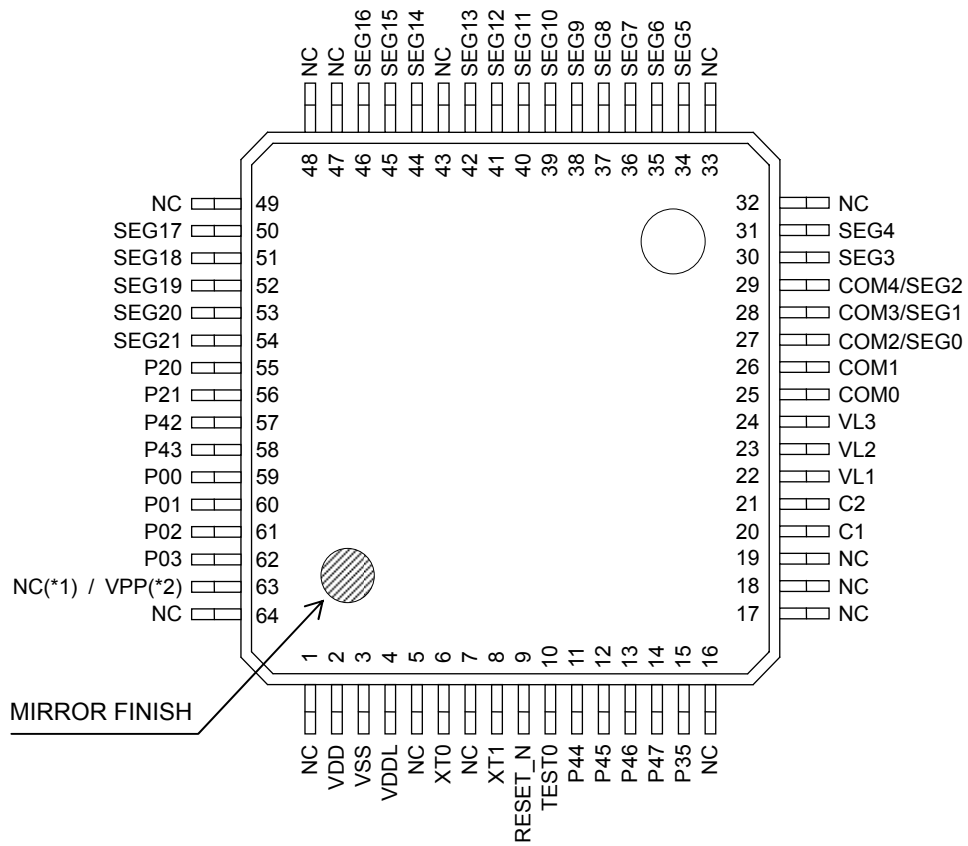 NC
NC
SEG16
SEG15
SEG14
NC
SEG13
SEG12
SEG11
SEG10
SEG9
SEG8
SEG7
SEG6
SEG5
NC
48
47
46
45
44
43
42
41
40
39
38
37
36
35
34
33
NC 49
SEG17 50
SEG18 51
SEG19 52
SEG20 53
SEG21 54
P20 55
P21 56
P42 57
P43 58
P00 59
P01 60
P02 61
P03 62
NC(*1) / VPP(*2) 63
NC 64
32 NC
31 SEG4
30 SEG3
29 COM4/SEG2
28 COM3/SEG1
27 COM2/SEG0
26 COM1
25 COM0
24 VL3
23 VL2
22 VL1
21 C2
20 C1
19 NC
18 NC
17 NC
1
2
3
4
5
6
7
8
9
10
11
12
13
14
15
16
MIRROR FINISH
NC
VDD
VSS
VDDL
NC
XT0
NC
XT1
RESET_N
TEST0
P44
P45
P46
P47
P35
NC